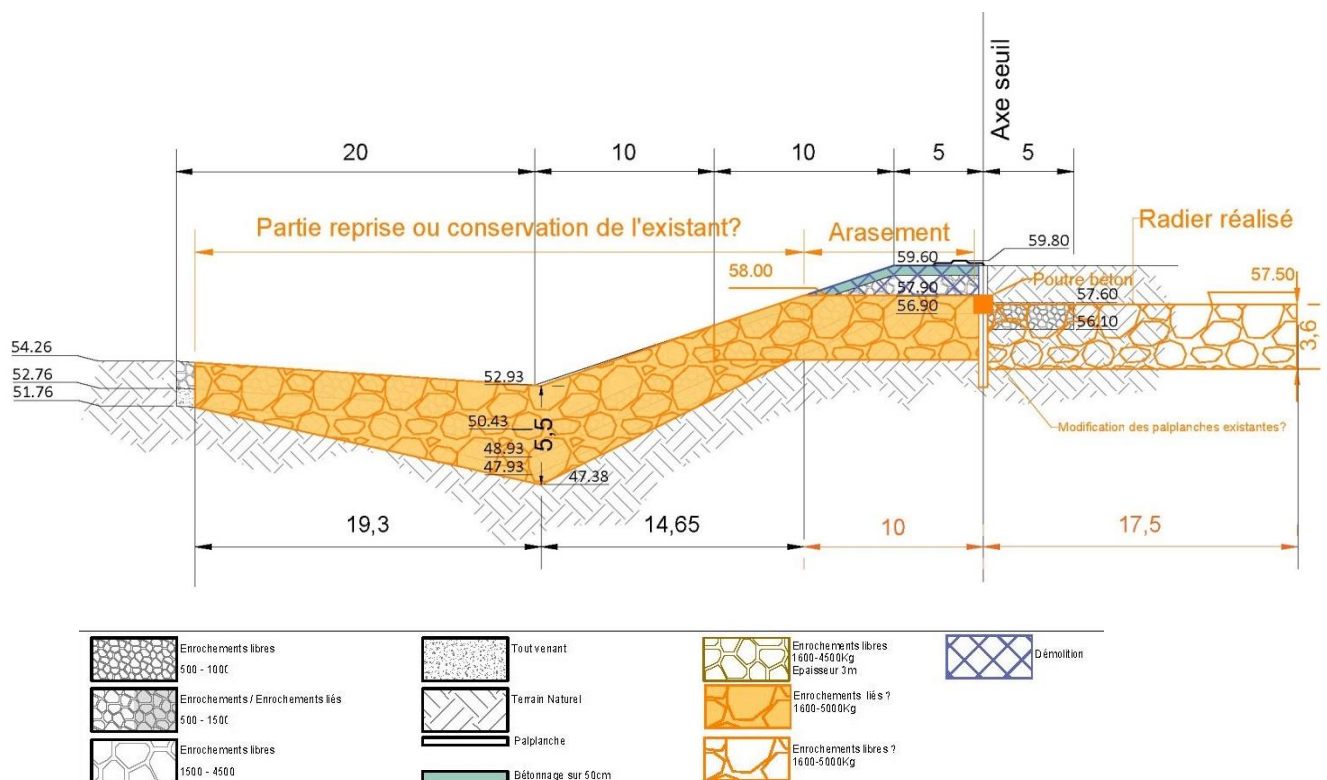 Axe seuil
20
10
10
5
5
Partie reprise ou conservation de l'existant?
Arasement
Radier réalisé
59.80
59.60
58.00
57.90
56.90
Poutre béton
57.60
56.10
57.50
3,6
54.26
52.76
51.76
52.93
50.43
5,5
48.93
47.93
47.38
Modification des palplanches existantes?
19,3
14,65
10
17,5
Enrochements libres
500 - 1000
Enrochements / Enrochements liés
500 - 1500
Enrochements libres
1500 - 4500
Tout venant
Terrain Naturel
Palplanche
Bétonnage sur 50cm
Enrochements libres
1600-4500Kg
Epaisseur 3m
Enrochements liés ?
1600-5000Kg
Enrochements libres ?
1600-5000Kg
Démolition